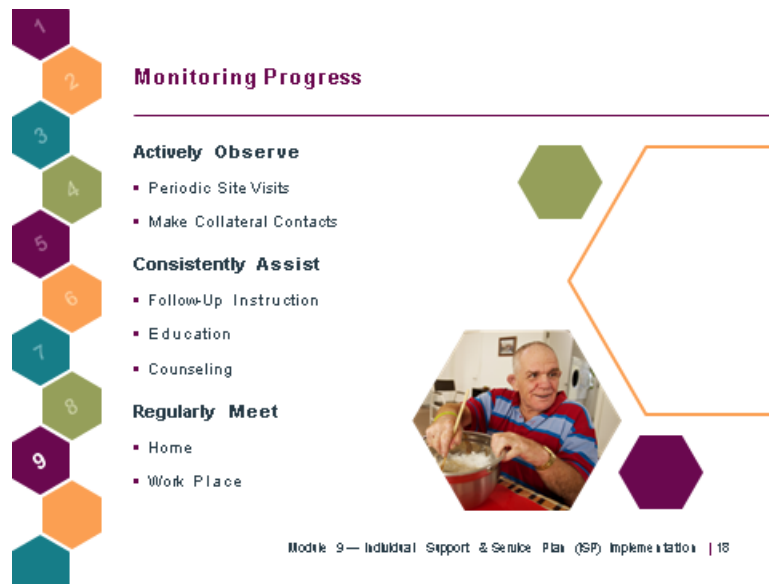 1
2
3
4
5
6
7
8
9
Monitoring Progress
Actively Observe
▪ Periodic Site Visits
▪ Make Collateral Contacts
Consistently Assist
▪ Follow-Up Instruction
▪ Education
▪ Counseling
Regularly Meet
▪ Home
▪ Work Place
Module 9 — Individual Support & Service Plan (ISP) Implementation | 18